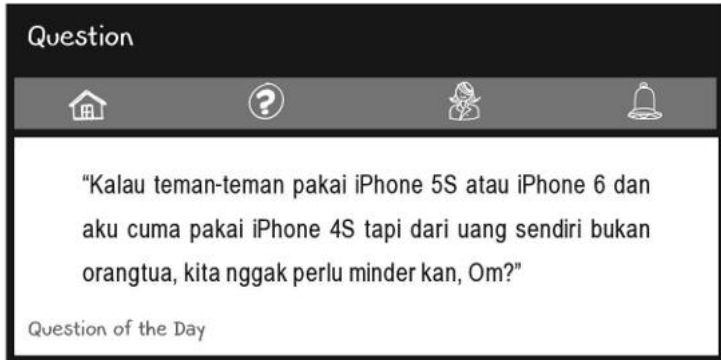 Question
“Kalau teman-teman pakai iPhone 5S atau iPhone 6 dan
aku cuma pakai iPhone 4S tapi dari uang sendiri bukan
orangtua, kita nggak perlu minder kan, Om?”
Question of the Day